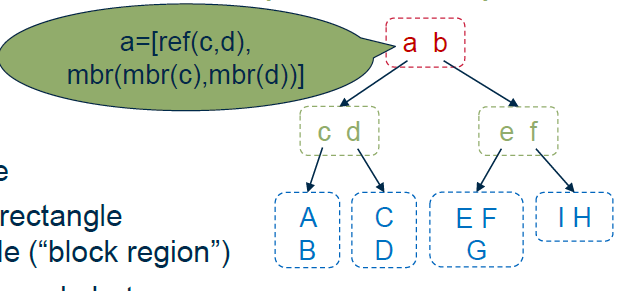 a=[ref(c,d),
mbr(mbr(c),mbr(d))]
a b
c d
e f
e
rectangle
le (“block region”)
A
B
C
D
E F
G
I H